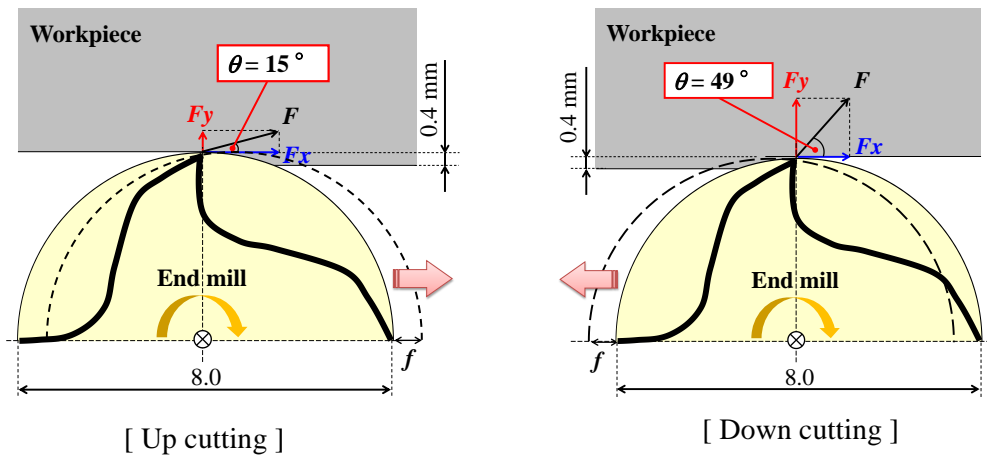 Workpiece
θ = 15°
Fy
F
Fx
0.4 mm
End mill
f
8.0
[ Up cutting ]
Workpiece
θ = 49°
Fy
F
0.4 mm
Fx
End mill
f
8.0
[ Down cutting ]